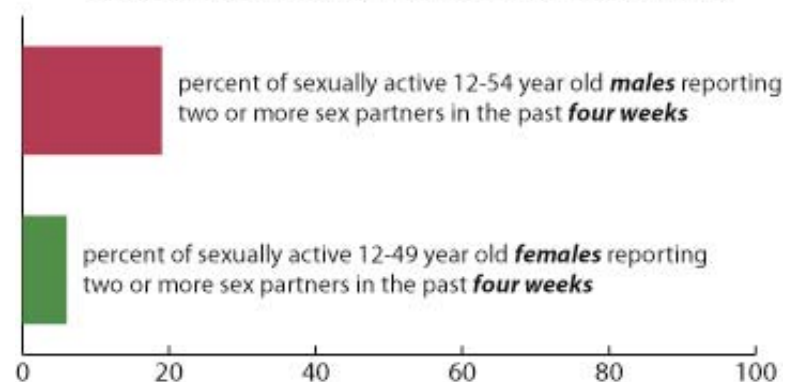 percent of sexually active 12-54 year old males reporting
two or more sex partners in the past four weeks
percent of sexually active 12-49 year old females reporting
two or more sex partners in the past four weeks
0 20 40 60 80 100